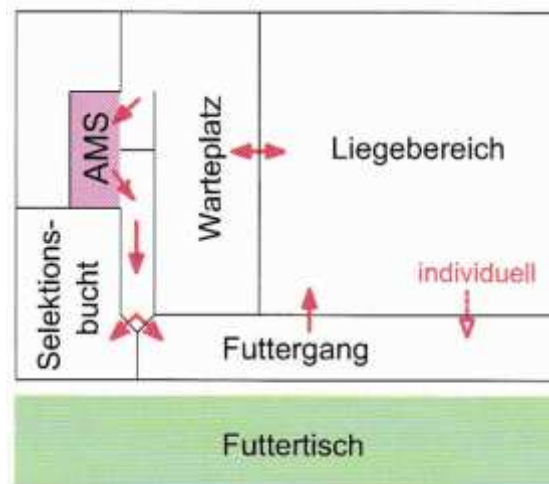 AMS
Warteplatz
Liegebereich
Selektions-
bucht
individuell
Futtergang
Futtertisch